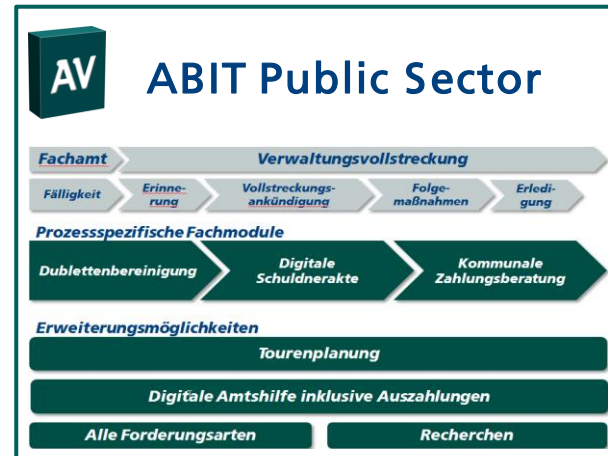 AV
ABIT Public Sector
Fachamt
Verwaltungsvollstreckung
Fälligkeit
Erinne-
rung
Vollstreckungs-
ankündigung
Folge-
maßnahmen
Erledi-
gung
Prozessspezifische Fachmodule
Dublettenbereinigung
Digitale
Schuldnerakte
Kommunale
Zahlungsberatung
Erweiterungsmöglichkeiten
Tourenplanung
Digitale Amtshilfe inklusive Auszahlungen
Alle Forderungsarten
Recherchen